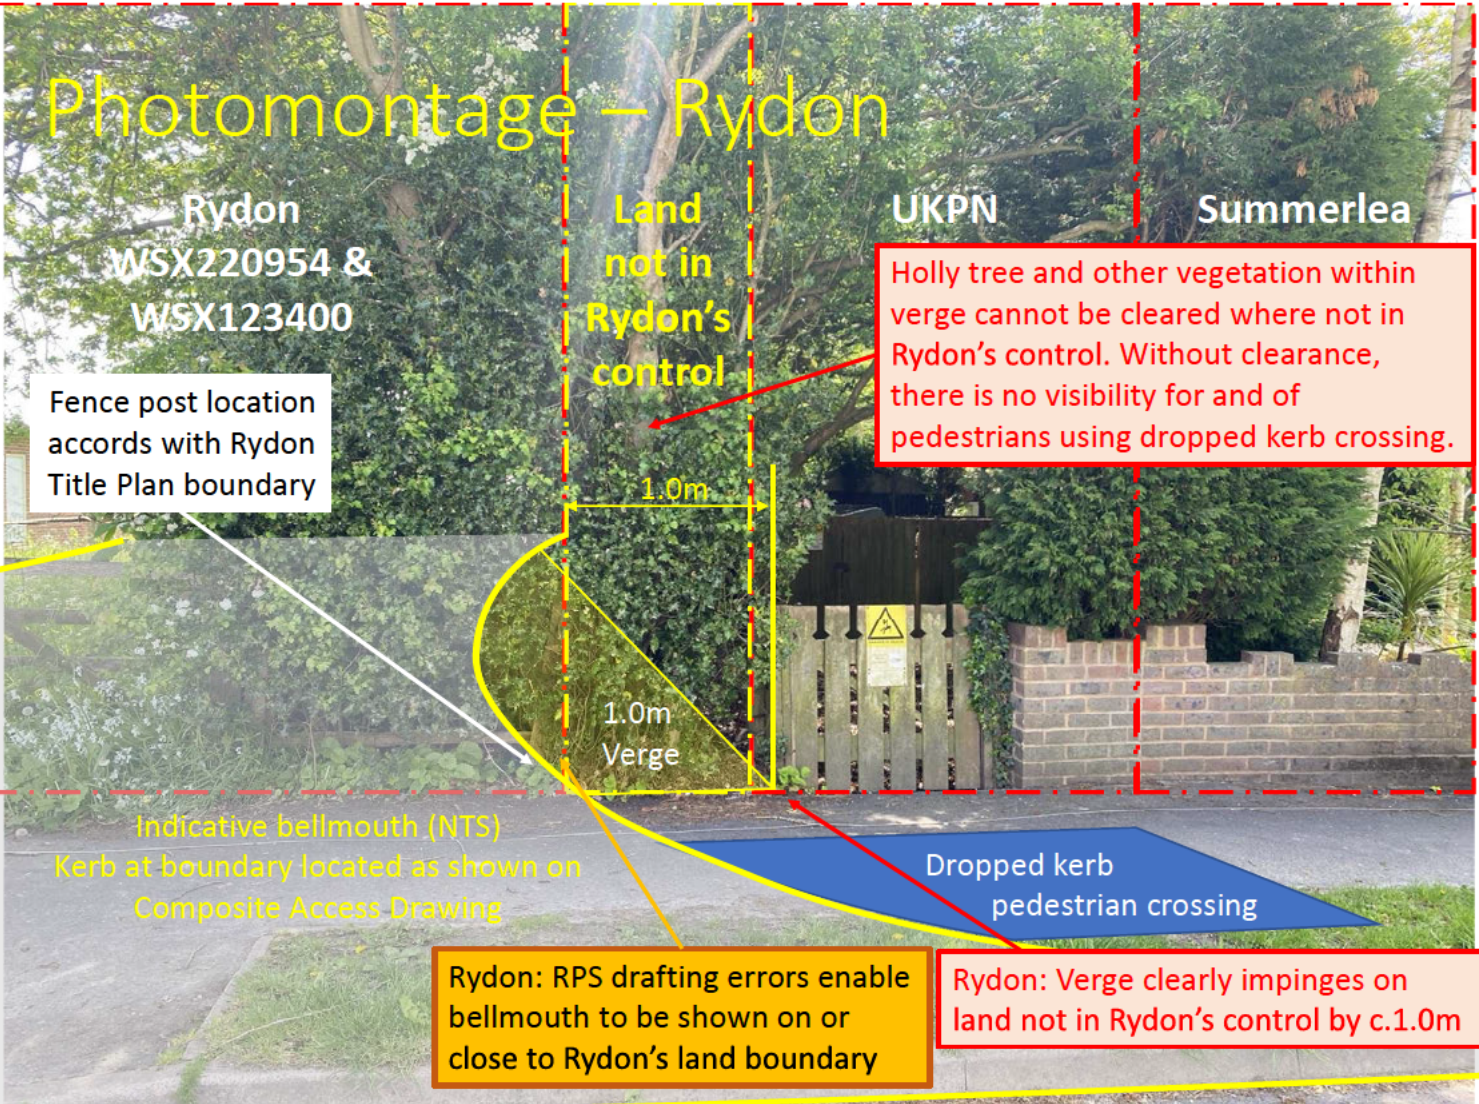 Photomontage – Rydon
Rydon
WSX220954 &
WSX123400
Land
not in
Rydon's
control
UKPN
Summerlea
Holly tree and other vegetation within
verge cannot be cleared where not in
Rydon's control. Without clearance,
there is no visibility for and of
pedestrians using dropped kerb crossing.
Fence post location
accords with Rydon
Title Plan boundary
1.0m
1.0m
Verge
Indicative bellmouth (NTS)
Kerb at boundary located as shown on
Composite Access Drawing
Dropped kerb
pedestrian crossing
Rydon: RPS drafting errors enable
bellmouth to be shown on or
close to Rydon's land boundary
Rydon: Verge clearly impinges on
land not in Rydon's control by c.1.0m